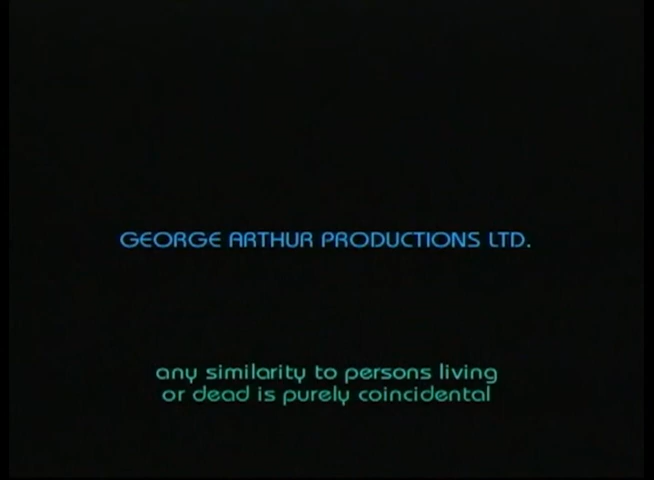 GEORGE ARTHUR PRODUCTIONS LTD.
any similarity to persons living
or dead is purely coincidental